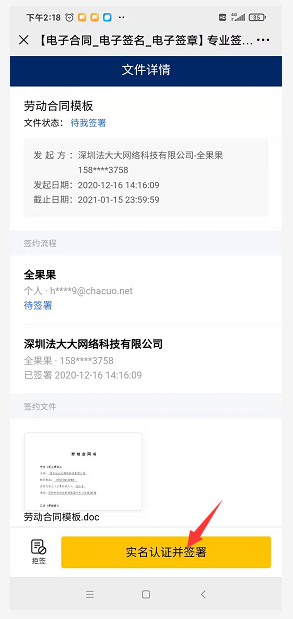 下午2:18
4G
35
【电子合同_电子签名_电子签章】专业签...
文件详情
劳动合同模板
文件状态： 待我签署
发 起 方 ：深圳法大大网络科技有限公司-全果果
158****3758
发起日期：2020-12-16 14:16:09
截止日期：2021-01-15 23:59:59
签约流程
全果果
个人 · h****9@chacuo.net
待签署
深圳法大大网络科技有限公司
全果果 · 158****3758
已签署 2020-12-16 14:16:09
签约文件
劳 动 合 同 书
劳动合同模板.doc
拒签
实名认证并签署